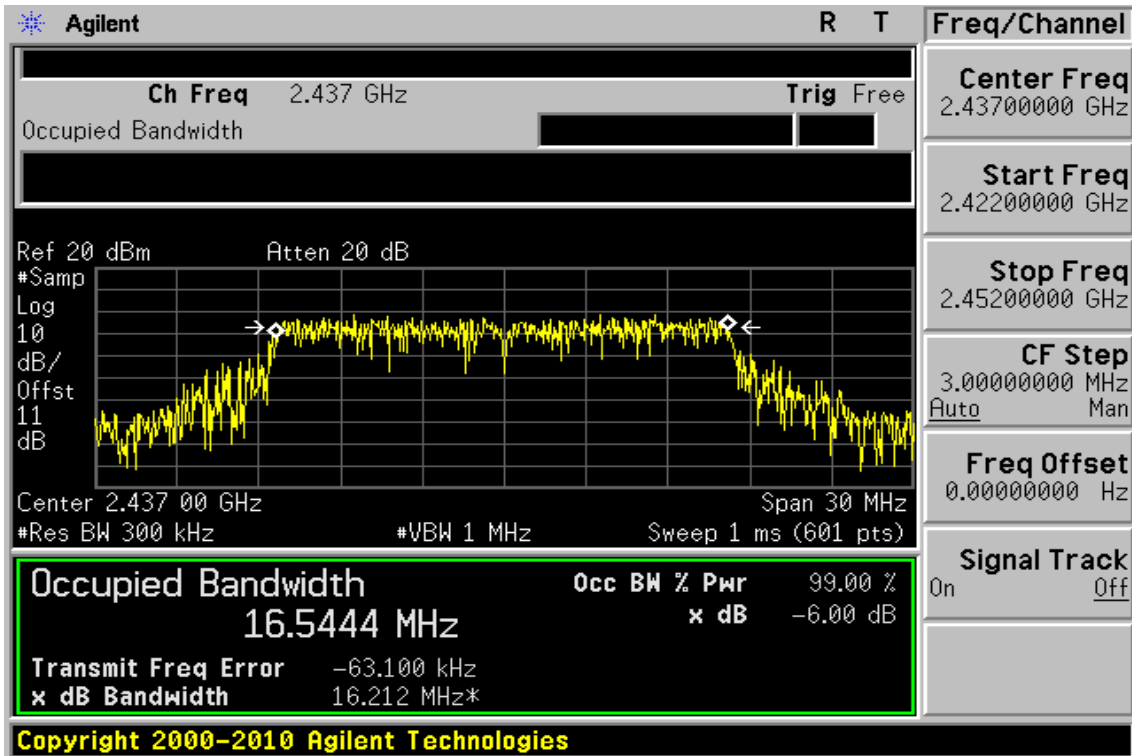 Agilent R T
Ch Freq 2.437 GHz Trig Free
Occupied Bandwidth
Ref 20 dBm Atten 20 dB
#Samp
Log
10
dB/
Offst
11
dB
Center 2.437 00 GHz Span 30 MHz
#Res BW 300 kHz #VBW 1 MHz Sweep 1 ms (601 pts)
Occupied Bandwidth Occ BW % Pwr 99.00 %
16.5444 MHz x dB -6.00 dB
Transmit Freq Error -63.100 kHz
x dB Bandwidth 16.212 MHz*
Copyright 2000-2010 Agilent Technologies
Freq/Channel
Center Freq
2.43700000 GHz
Start Freq
2.42200000 GHz
Stop Freq
2.45200000 GHz
CF Step
3.00000000 MHz
Auto Man
Freq Offset
0.00000000 Hz
Signal Track
On Off